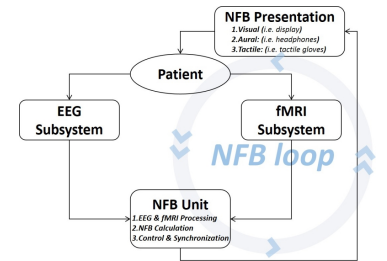 NFB Presentation
1.Visual (i.e. display)
2.Aural: (i.e. headphones)
3.Tactile: (i.e. tactile gloves)
Patient
EEG
Subsystem
fMRI
Subsystem
NFB loop
NFB Unit
1.EEG & fMRI Processing
2.NFB Calculation
3.Control & Synchronization